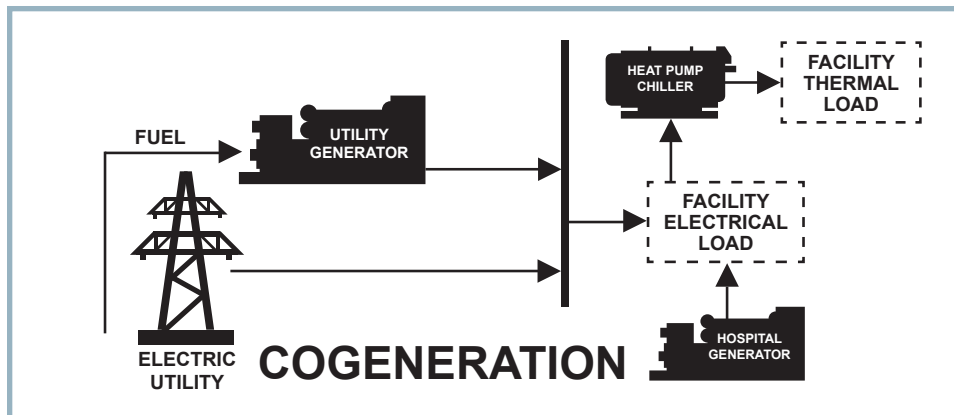 HEAT PUMP
CHILLER
FACILITY
THERMAL
LOAD
FUEL
UTILITY
GENERATOR
FACILITY
ELECTRICAL
LOAD
HOSPITAL
GENERATOR
ELECTRIC
UTILITY
COGENERATION